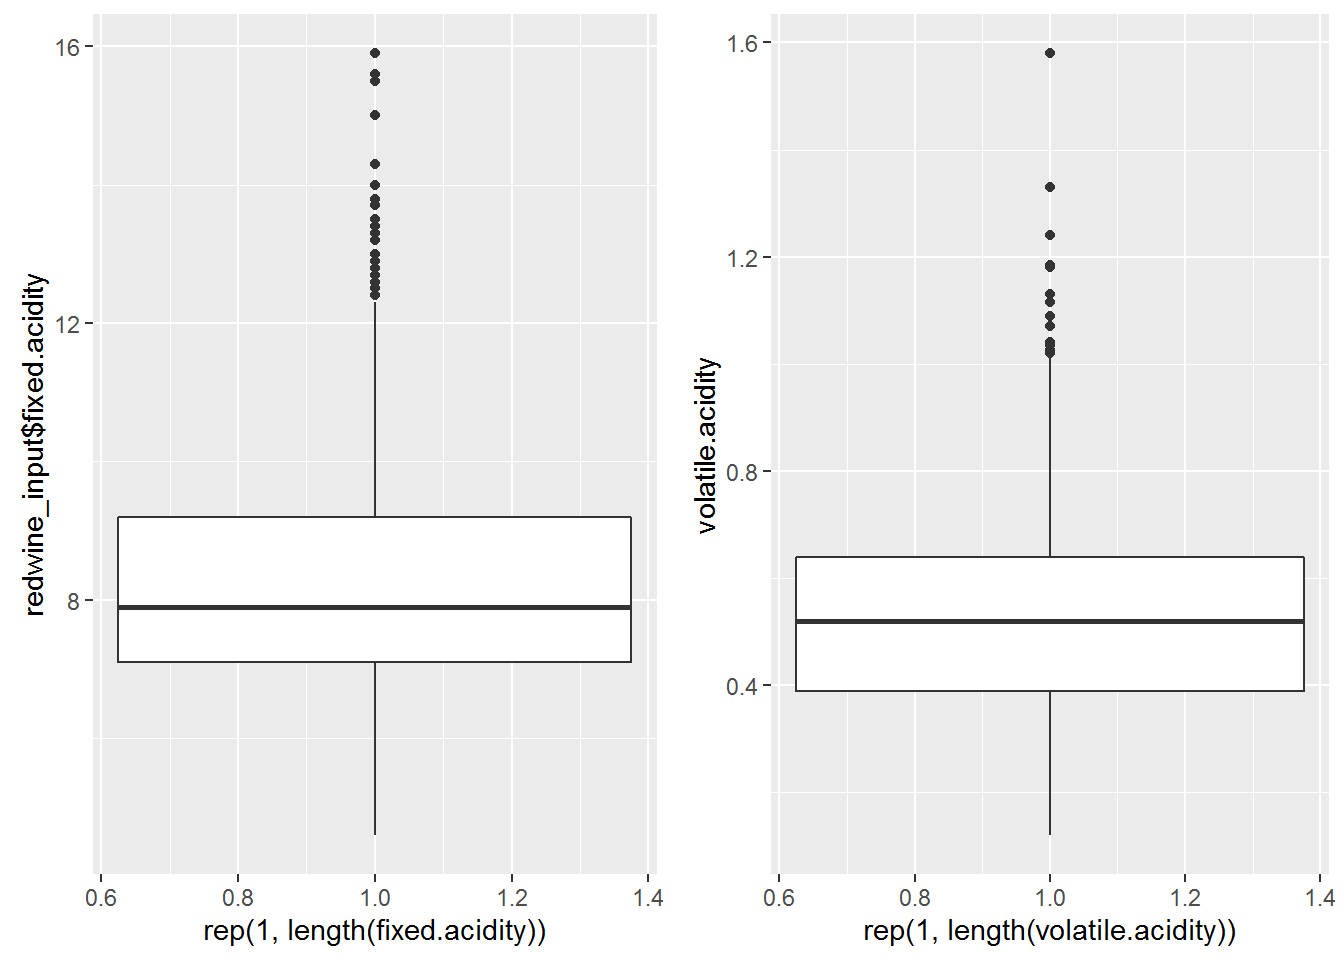 redwine_input$fixed.acidity
16
12
8
0.6 0.8 1.0 1.2 1.4
rep(1, length(fixed.acidity))
volatile.acidity
1.6
1.2
0.8
0.4
0.6 0.8 1.0 1.2 1.4
rep(1, length(volatile.acidity))